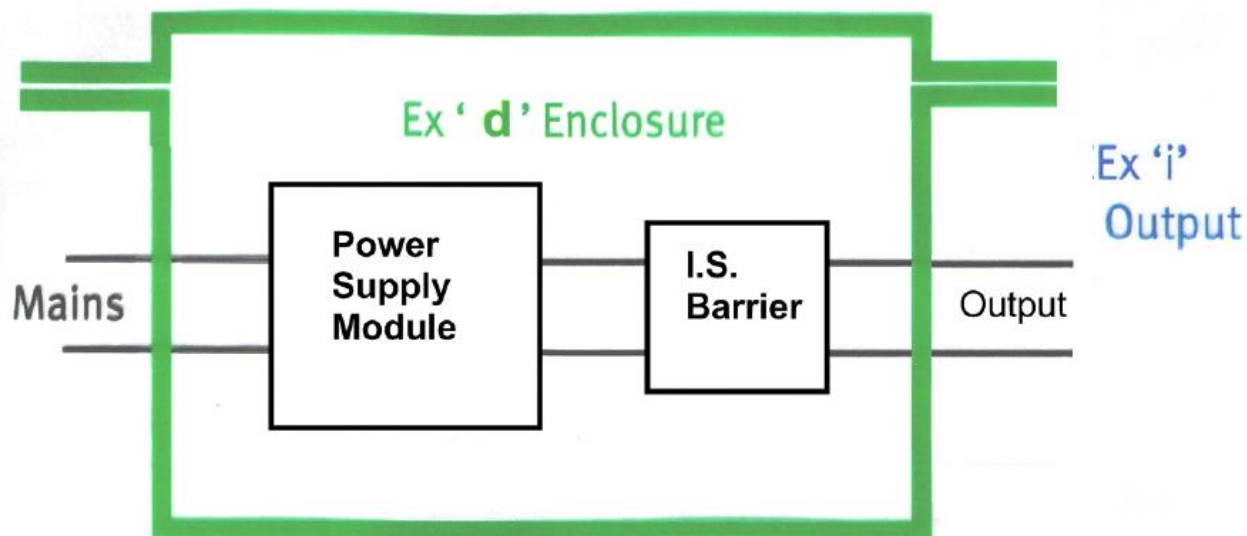 Ex ‘ d ’ Enclosure
Ex ‘i’
Output
Power
Supply
Module
I.S.
Barrier
Mains
Output